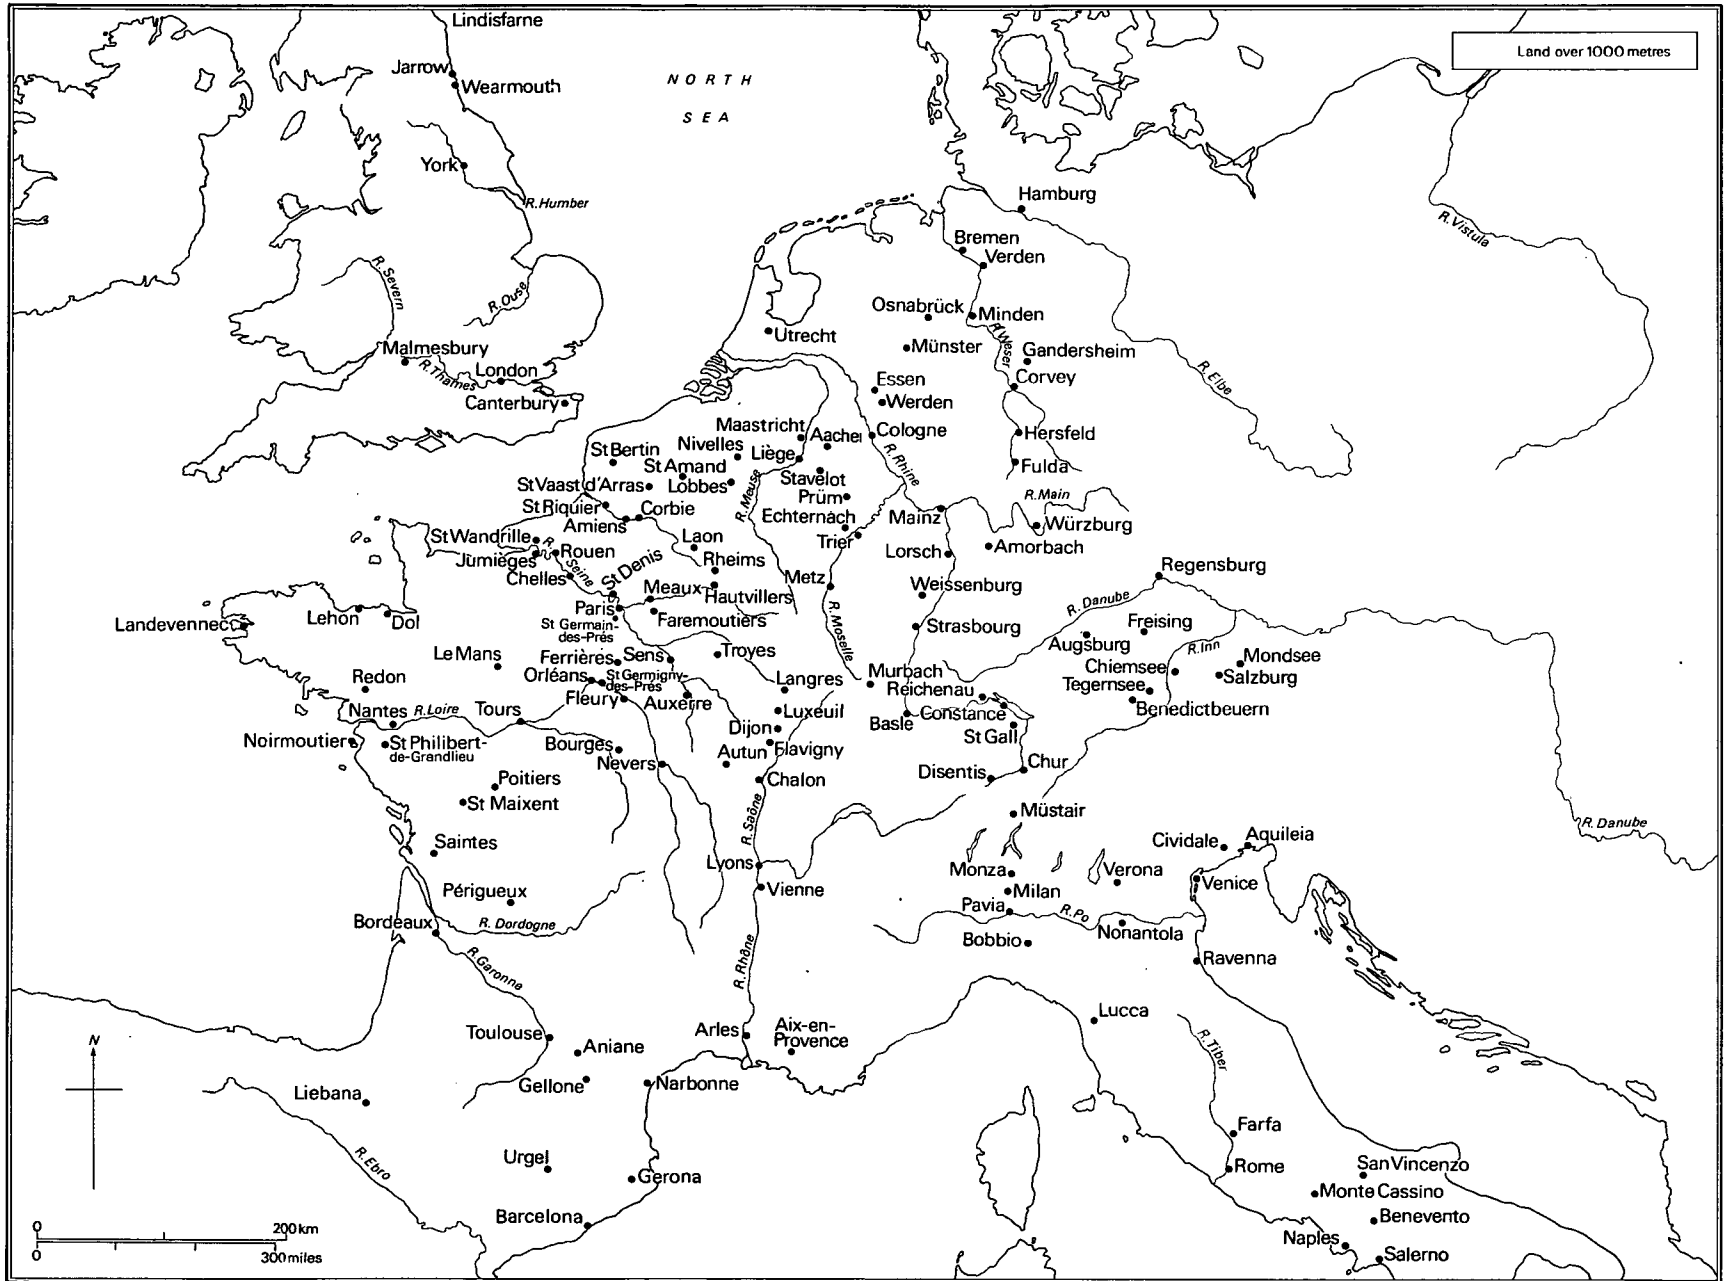 Lindisfarne
Land over 1000 metres
Jarrow
Wearmouth
NORTH
SEA
York
R.Humber
Hamburg
R.Vistula
Bremen
Verden
R. Severn
R. Ouse
Osnabrück
Minden
Utrecht
R.Weser
Malmesbury
Münster
Gandersheim
R.Thames
London
Essen
Corvey
R. Elbe
Canterbury
Werden
Maastricht
Aachen
Cologne
Hersfeld
St Bertin
Nivelles
Liège
R. Rhine
St Amand
Fulda
St Vaast d'Arras
Lobbes
R. Meuse
Stavelot
Prüm
R. Main
St Riquier
Corbie
Amiens
Echternach
Mainz
Würzburg
St Wandrille
Laon
Trier
Lorsch
Amorbach
Jumièges
R. Seine
Rouen
Rheims
Chelles
St Denis
Metz
Weissenburg
Regensburg
Meaux
Hautvillers
R. Danube
Paris
R. Moselle
Landevennec
Lehon
Dol
St Germain-
des-Prés
Faremoutiers
Strasbourg
Augsburg
Freising
R. Inn
Le Mans
Ferrières
Sens
Troyes
Mondsee
Redon
Orléans
St Germigny-
des-Prés
Langres
Murbach
Chiemsee
Salzburg
Reichenau
Tegernsee
Fleury
Auxerre
Luxeuil
Benedictbeuern
Nantes
R.Loire
Tours
Basle
Constance
Dijon
St Gall
Noirmoutier
St Philibert-
de-Grandlieu
Bourges
Autun
Flavigny
Nevers
Chur
Poitiers
Chalon
Disentis
St Maixent
Müstair
R. Saône
R. Danube
Saintes
Cividale
Aquileia
Lyons
Monza
Verona
Périgueux
Vienne
Milan
Venice
Pavia
R. Po
Bordeaux
R. Dordogne
Nonantola
Bobbio
R. Garonne
R. Rhône
Ravenna
Lucca
Toulouse
Arles
Aix-en-
Provence
R. Tiber
N
Aniane
Gellone
Narbonne
Liebana
Farfa
R. Ebro
Urgel
Rome
San Vincenzo
Gerona
Monte Cassino
Barcelona
Benevento
0 200 km
0 300 miles
Naples
Salerno